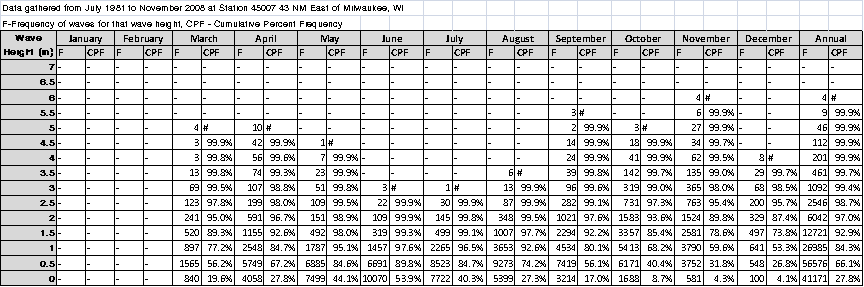 Data gathered from July 1981 to November 2008 at Station 45007 43 NM East of Milwaukee, WI
F-Frequency of waves for that wave height, CPF - Cumulative Percent Frequency
Wave January February March April May June July August September October November December Annual
Height (m) F CPF F CPF F CPF F CPF F CPF F CPF F CPF F CPF F CPF F CPF F CPF F CPF F CPF
7 - - - - - - - - - - - - - - - - - - - - - - - - - -
6.5 - - - - - - - - - - - - - - - - - - - - - - - - - -
6 - - - - - - - - - - - - - - - - - - - - 4 # - - 4 #
5.5 - - - - - - - - - - - - - - - - 3 # - - 6 99.9% - - 9 99.9%
5 - - - - 4 # 10 # - - - - - - - - 2 99.9% 3 # 27 99.9% - - 46 99.9%
4.5 - - - - 3 99.9% 42 99.9% 1 # - - - - - - 14 99.9% 18 99.9% 34 99.7% - - 112 99.9%
4 - - - - 3 99.8% 56 99.6% 7 99.9% - - - - - - 24 99.9% 41 99.9% 62 99.5% 8 # 201 99.9%
3.5 - - - - 13 99.8% 74 99.3% 23 99.9% - - - - 6 # 39 99.8% 142 99.7% 135 99.0% 29 99.7% 461 99.7%
3 - - - - 69 99.5% 107 98.8% 51 99.8% 3 # 1 # 13 99.9% 96 99.6% 319 99.0% 365 98.0% 68 98.5% 1092 99.4%
2.5 - - - - 123 97.8% 199 98.0% 109 99.5% 22 99.9% 30 99.9% 87 99.9% 282 99.1% 731 97.3% 763 95.4% 200 95.7% 2546 98.7%
2 - - - - 241 95.0% 591 96.7% 151 98.9% 109 99.9% 145 99.8% 348 99.5% 1021 97.6% 1583 93.6% 1524 89.8% 329 87.4% 6042 97.0%
1.5 - - - - 520 89.3% 1155 92.6% 492 98.0% 319 99.3% 499 99.1% 1007 97.7% 2294 92.2% 3357 85.4% 2581 78.6% 497 73.8% 12721 92.9%
1 - - - - 897 77.2% 2548 84.7% 1787 95.1% 1457 97.6% 2265 96.5% 3653 92.6% 4534 80.1% 5413 68.2% 3790 59.6% 641 53.3% 26985 84.3%
0.5 - - - - 1565 56.2% 5749 67.2% 6885 84.6% 6891 89.9% 8523 84.7% 9273 74.2% 7419 56.1% 6171 40.4% 3752 31.8% 548 26.8% 56576 66.1%
0 - - - - 840 19.6% 4058 27.8% 7499 44.1% 10070 53.9% 7722 40.3% 5399 27.3% 3214 17.0% 1688 8.7% 581 4.3% 100 4.1% 41171 27.8%